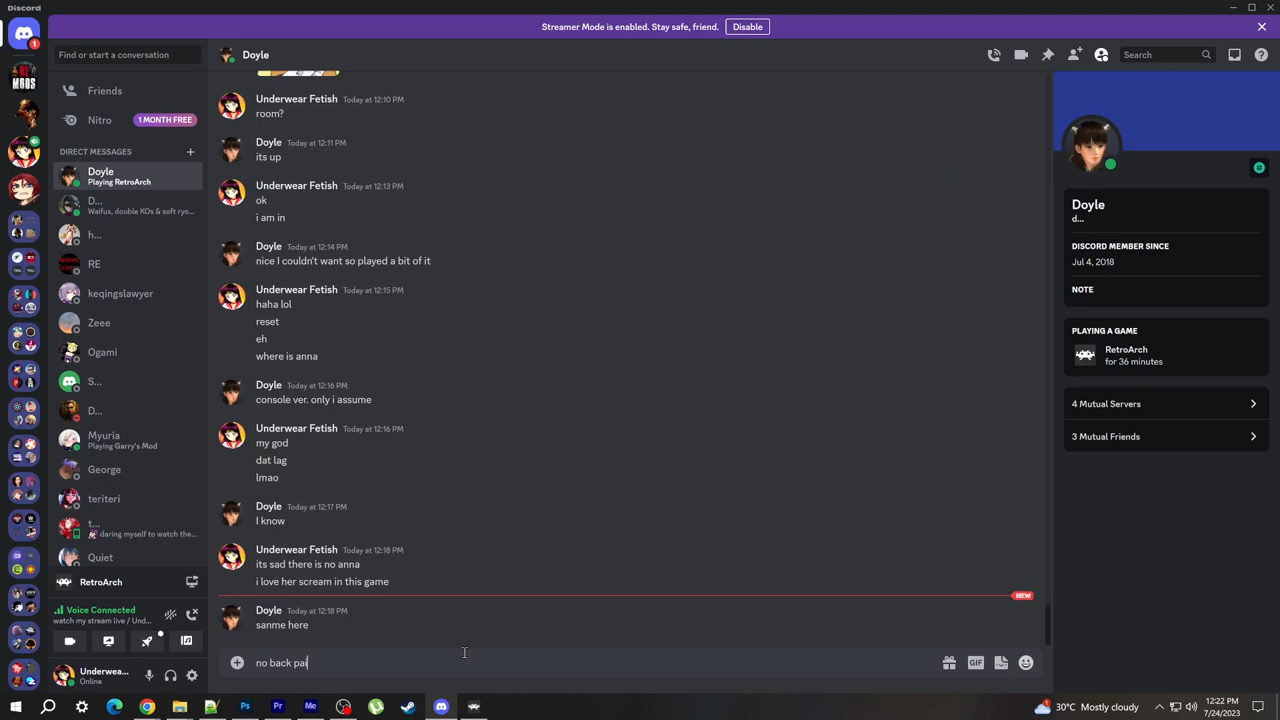 Discord
Streamer Mode is enabled. Stay safe, friend. Disable
1
Find or start a conversation
Doyle
Search
Friends
Nitro 1 MONTH FREE
DIRECT MESSAGES
Doyle
Playing RetroArch
D...
Waifus, double KOs & soft ryo...
h...
RE
keqingslawyer
Zeee
Ogami
S...
D...
Myuria
Playing Garry's Mod
George
teriteri
t...
daring myself to watch the...
Quiet
RetroArch
Voice Connected
watch my stream live / Und...
Underwea...
Online
Underwear Fetish Today at 12:10 PM
room?
Doyle Today at 12:11 PM
its up
Underwear Fetish Today at 12:13 PM
ok
i am in
Doyle Today at 12:14 PM
nice I couldn't want so played a bit of it
Underwear Fetish Today at 12:15 PM
haha lol
reset
eh
where is anna
Doyle Today at 12:16 PM
console ver. only i assume
Underwear Fetish Today at 12:16 PM
my god
dat lag
lmao
Doyle Today at 12:17 PM
I know
Underwear Fetish Today at 12:18 PM
its sad there is no anna
i love her scream in this game
NEW
Doyle Today at 12:18 PM
sanme here
no back pai
GIF
Doyle
d...
DISCORD MEMBER SINCE
Jul 4, 2018
NOTE
PLAYING A GAME
RetroArch
for 36 minutes
4 Mutual Servers
3 Mutual Friends
30°C Mostly cloudy
12:22 PM
7/24/2023